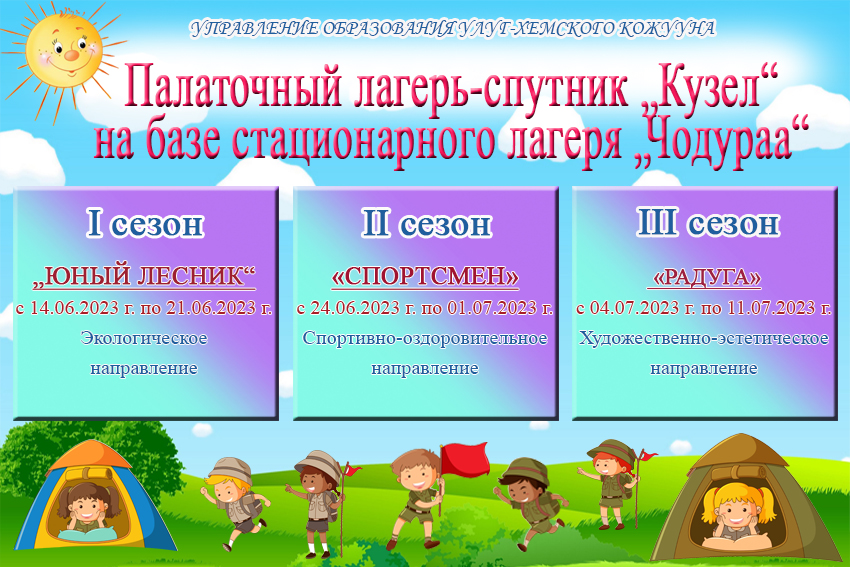 УПРАВЛЕНИЕ ОБРАЗОВАНИЯ УЛУГ-ХЕМСКОГО КОЖУУНА
Палаточный лагерь-спутник „Кузел“
на базе стационарного лагеря „Чодураа“
I сезон
„ЮНЫЙ ЛЕСНИК“
с 14.06.2023 г. по 21.06.2023 г.
Экологическое
направление
II сезон
«СПОРТСМЕН»
с 24.06.2023 г. по 01.07.2023 г.
Спортивно-оздоровительное
направление
III сезон
«РАДУГА»
с 04.07.2023 г. по 11.07.2023 г.
Художественно-эстетическое
направление